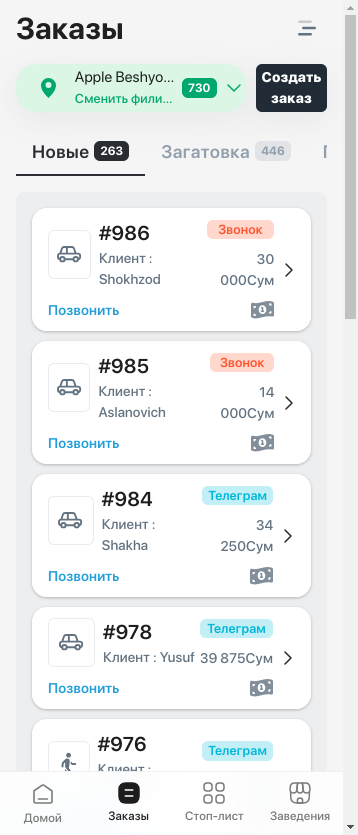 Заказы
Apple Beshyo...
Сменить фили...
730
Создать
заказ
Новые 263
Загатовка 446
#986
Звонок
Клиент :
Shokhzod
30
000Сум
Позвонить
#985
Звонок
Клиент :
Aslanovich
14
000Сум
Позвонить
#984
Телеграм
Клиент :
Shakha
34
250Сум
Позвонить
#978
Телеграм
Клиент : Yusuf 39 875Сум
Позвонить
#976
Телеграм
Клиент :
Домой
Заказы
Стоп-лист
Заведения